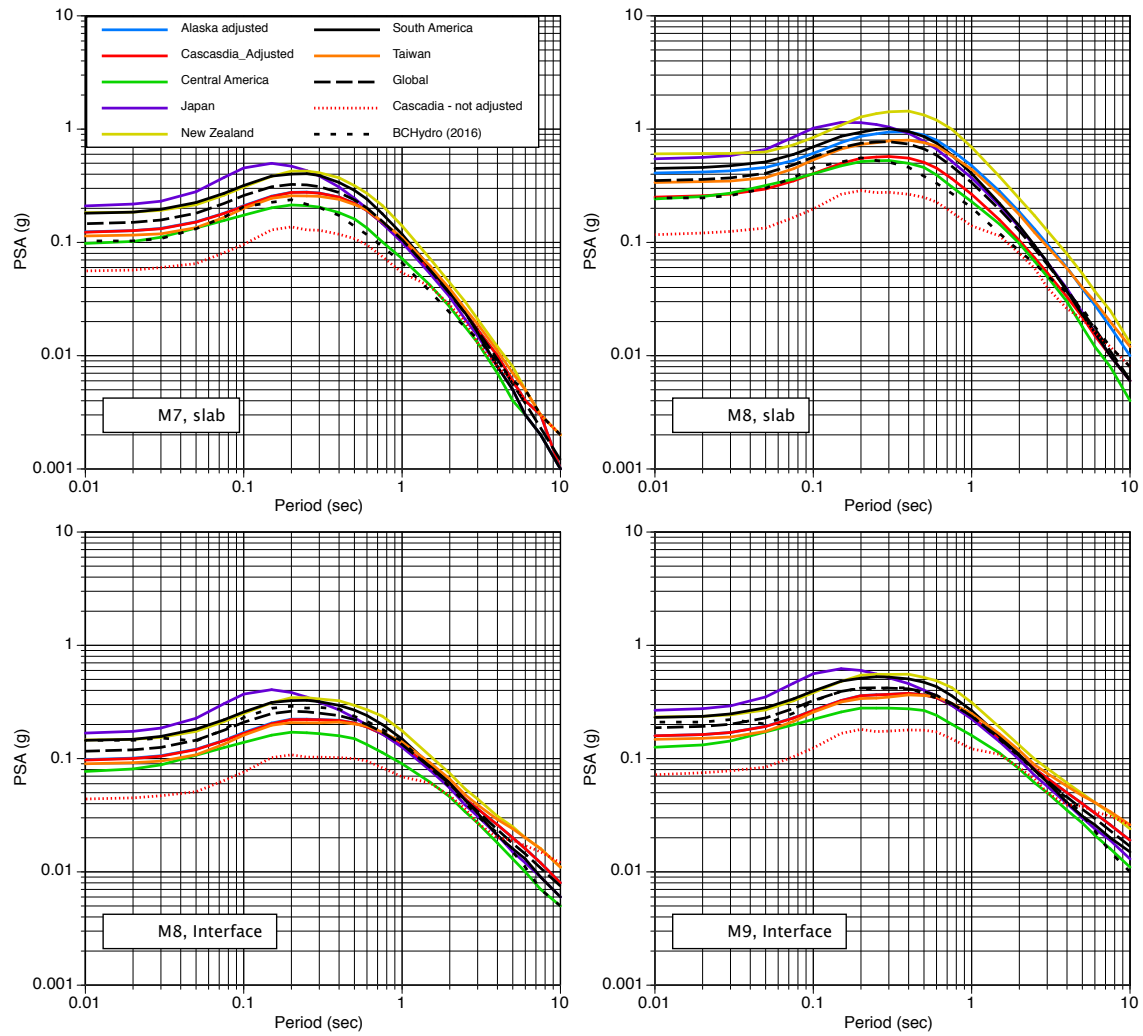 10
1
0.1
0.01
0.001
PSA (g)
Alaska adjusted
Cascasdia_Adjusted
Central America
Japan
New Zealand
South America
Taiwan
Global
Cascadia - not adjusted
BCHydro (2016)
M7, slab
0.01 0.1 1 10
Period (sec)
10
1
0.1
0.01
0.001
PSA (g)
M8, slab
0.01 0.1 1 10
Period (sec)
10
1
0.1
0.01
0.001
PSA (g)
M8, Interface
0.01 0.1 1 10
Period (sec)
10
1
0.1
0.01
0.001
PSA (g)
M9, Interface
0.01 0.1 1 10
Period (sec)